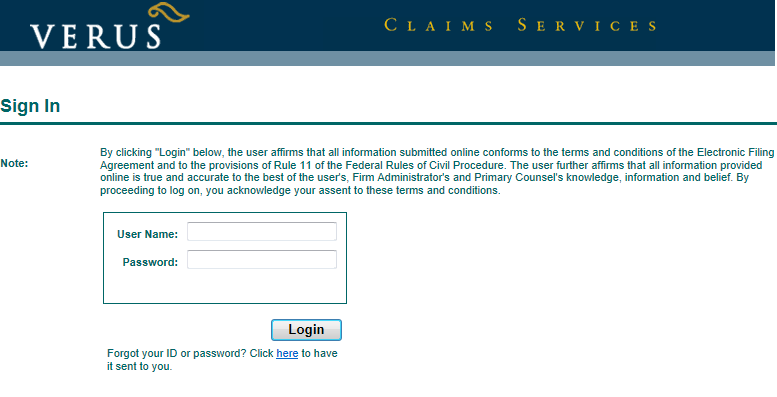 VERUS
CLAIMS SERVICES
Sign In
Note:
By clicking "Login" below, the user affirms that all information submitted online conforms to the terms and conditions of the Electronic Filing
Agreement and to the provisions of Rule 11 of the Federal Rules of Civil Procedure. The user further affirms that all information provided
online is true and accurate to the best of the user's, Firm Administrator's and Primary Counsel's knowledge, information and belief. By
proceeding to log on, you acknowledge your assent to these terms and conditions.
User Name:
Password:
Login
Forgot your ID or password? Click here to have
it sent to you.